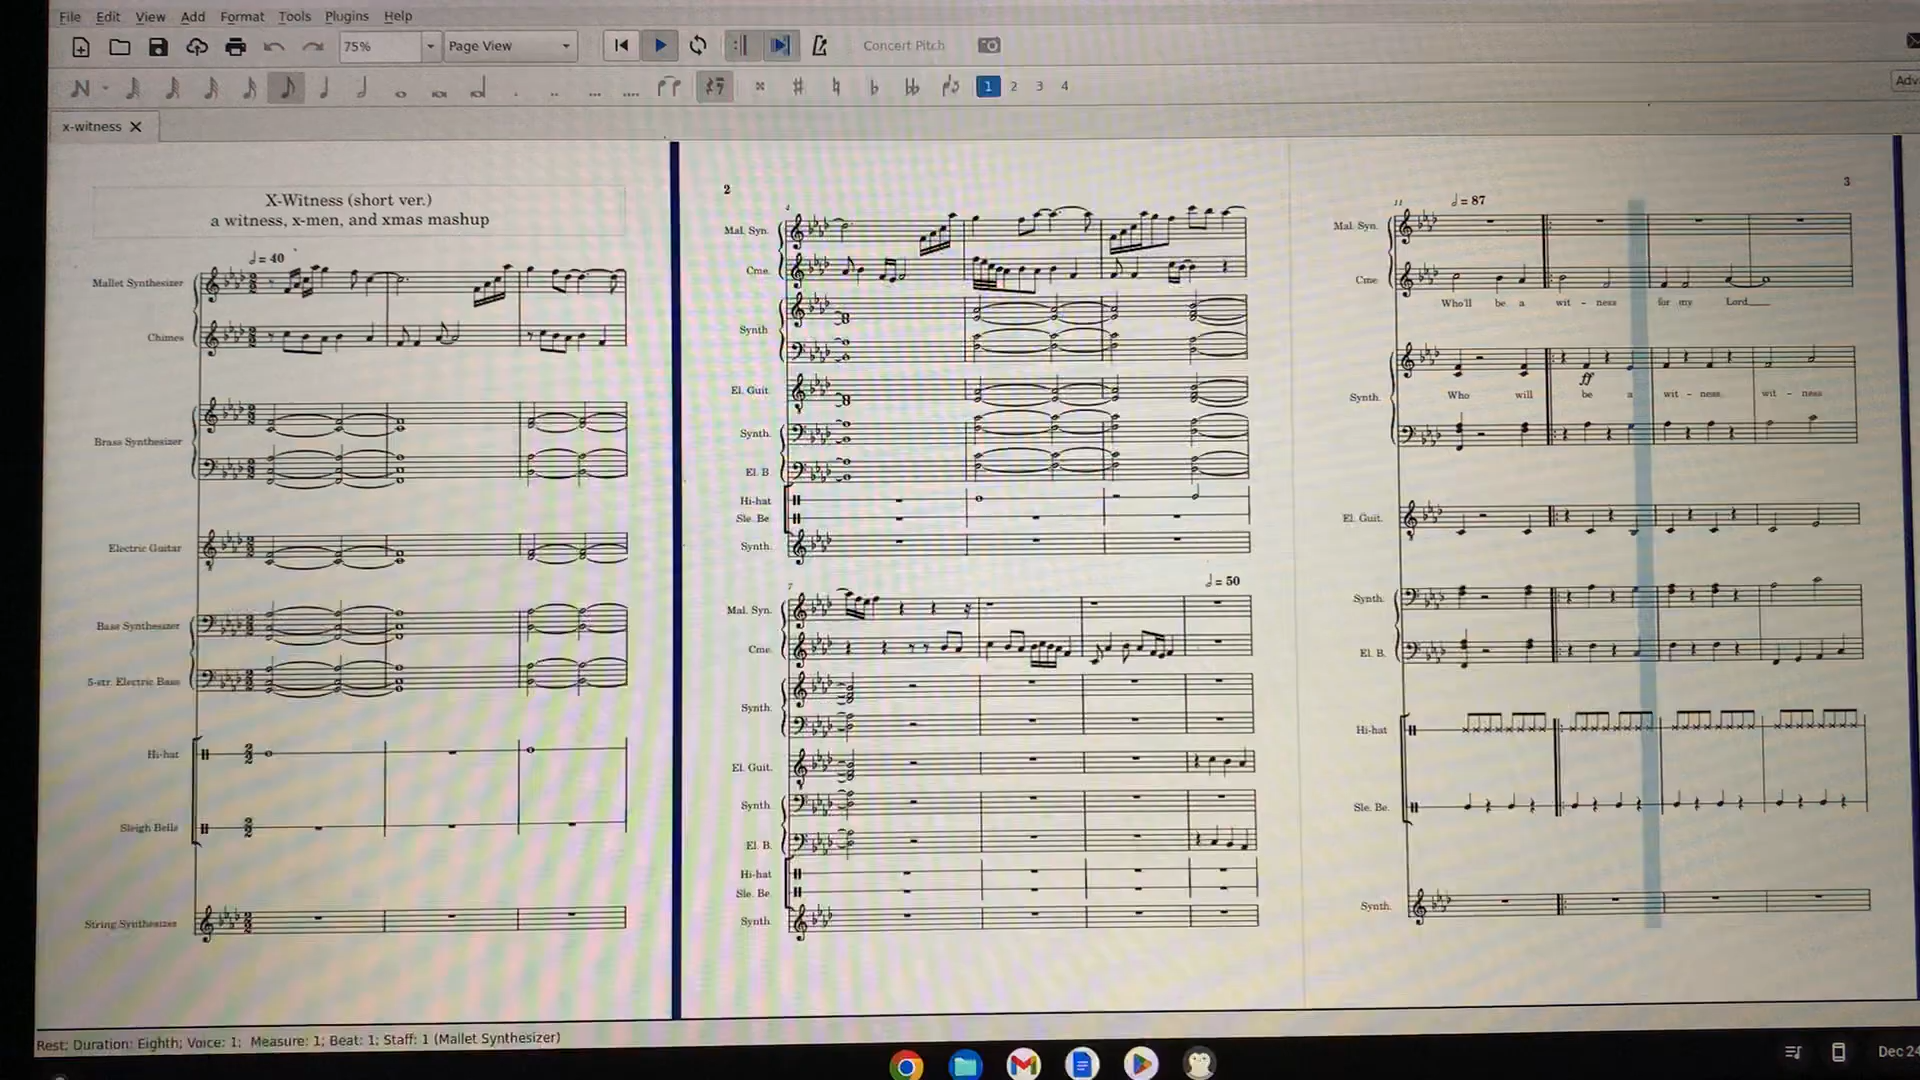 File Edit View Add Format Tools Plugins Help
75% Page View Concert Pitch
1 2 3 4
x-witness
X-Witness (short ver.)
a witness, x-men, and xmas mashup
= 40
Mallet Synthesizer
Chimes
Brass Synthesizer
Electric Guitar
Bass Synthesizer
5-str. Electric Bass
Hi-hat
Sleigh Bells
String Synthesizer
2
4
Mal. Syn.
Cme.
Synth
El. Guit.
Synth.
El. B
Hi-hat
Sle. Be
Synth.
7
= 50
Mal. Syn.
Cme.
Synth.
El. Guit.
Synth.
El. B.
Hi-hat
Sle. Be
Synth.
3
11
= 87
Mal. Syn.
Cme
Who'll be a wit - ness for my Lord
Synth.
ff
Who will be a wit - ness wit - ness
El. Guit.
Synth.
El. B.
Hi-hat
Sle. Be.
Synth.
Rest; Duration: Eighth; Voice: 1; Measure: 1; Beat: 1; Staff: 1 (Mallet Synthesizer)
Dec 24